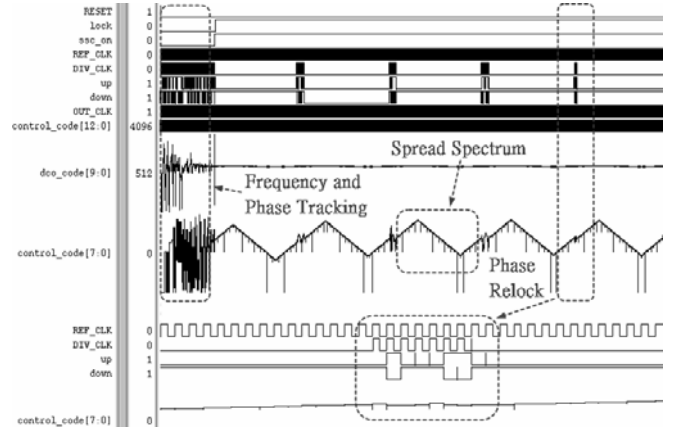 RESET 1
lock 0
ssc_on 0
REF_CLK 0
DIV_CLK 0
up 1
down 1
OUT_CLK 1
control_code[12:0] 4096
dco_code[9:0] 512
control_code[7:0] 0
Frequency and
Phase Tracking
Spread Spectrum
Phase
Relock
REF_CLK 0
DIV_CLK 0
up 1
down 1
control_code[7:0] 0